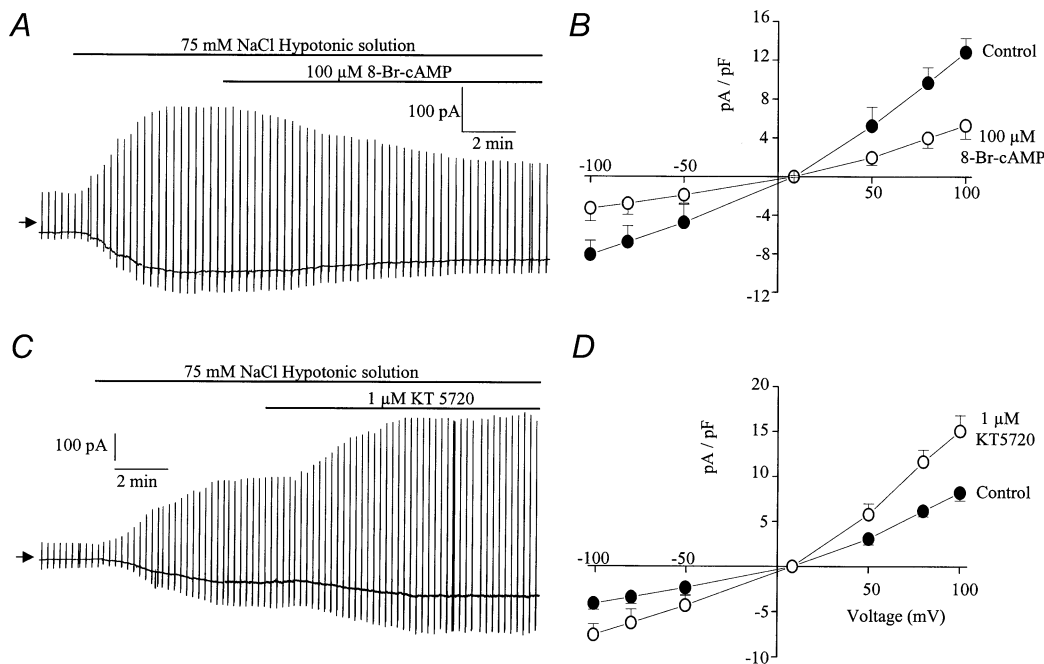 A
75 mM NaCl Hypotonic solution
100 µM 8-Br-cAMP
100 pA
2 min
B
16
12
8
4
-4
-8
-12
pA / pF
-100
-50
50
100
Control
100 µM
8-Br-cAMP
C
75 mM NaCl Hypotonic solution
1 µM KT 5720
100 pA
2 min
D
20
15
10
5
-5
-10
pA / pF
-100
-50
50
100
Voltage (mV)
1 µM
KT5720
Control